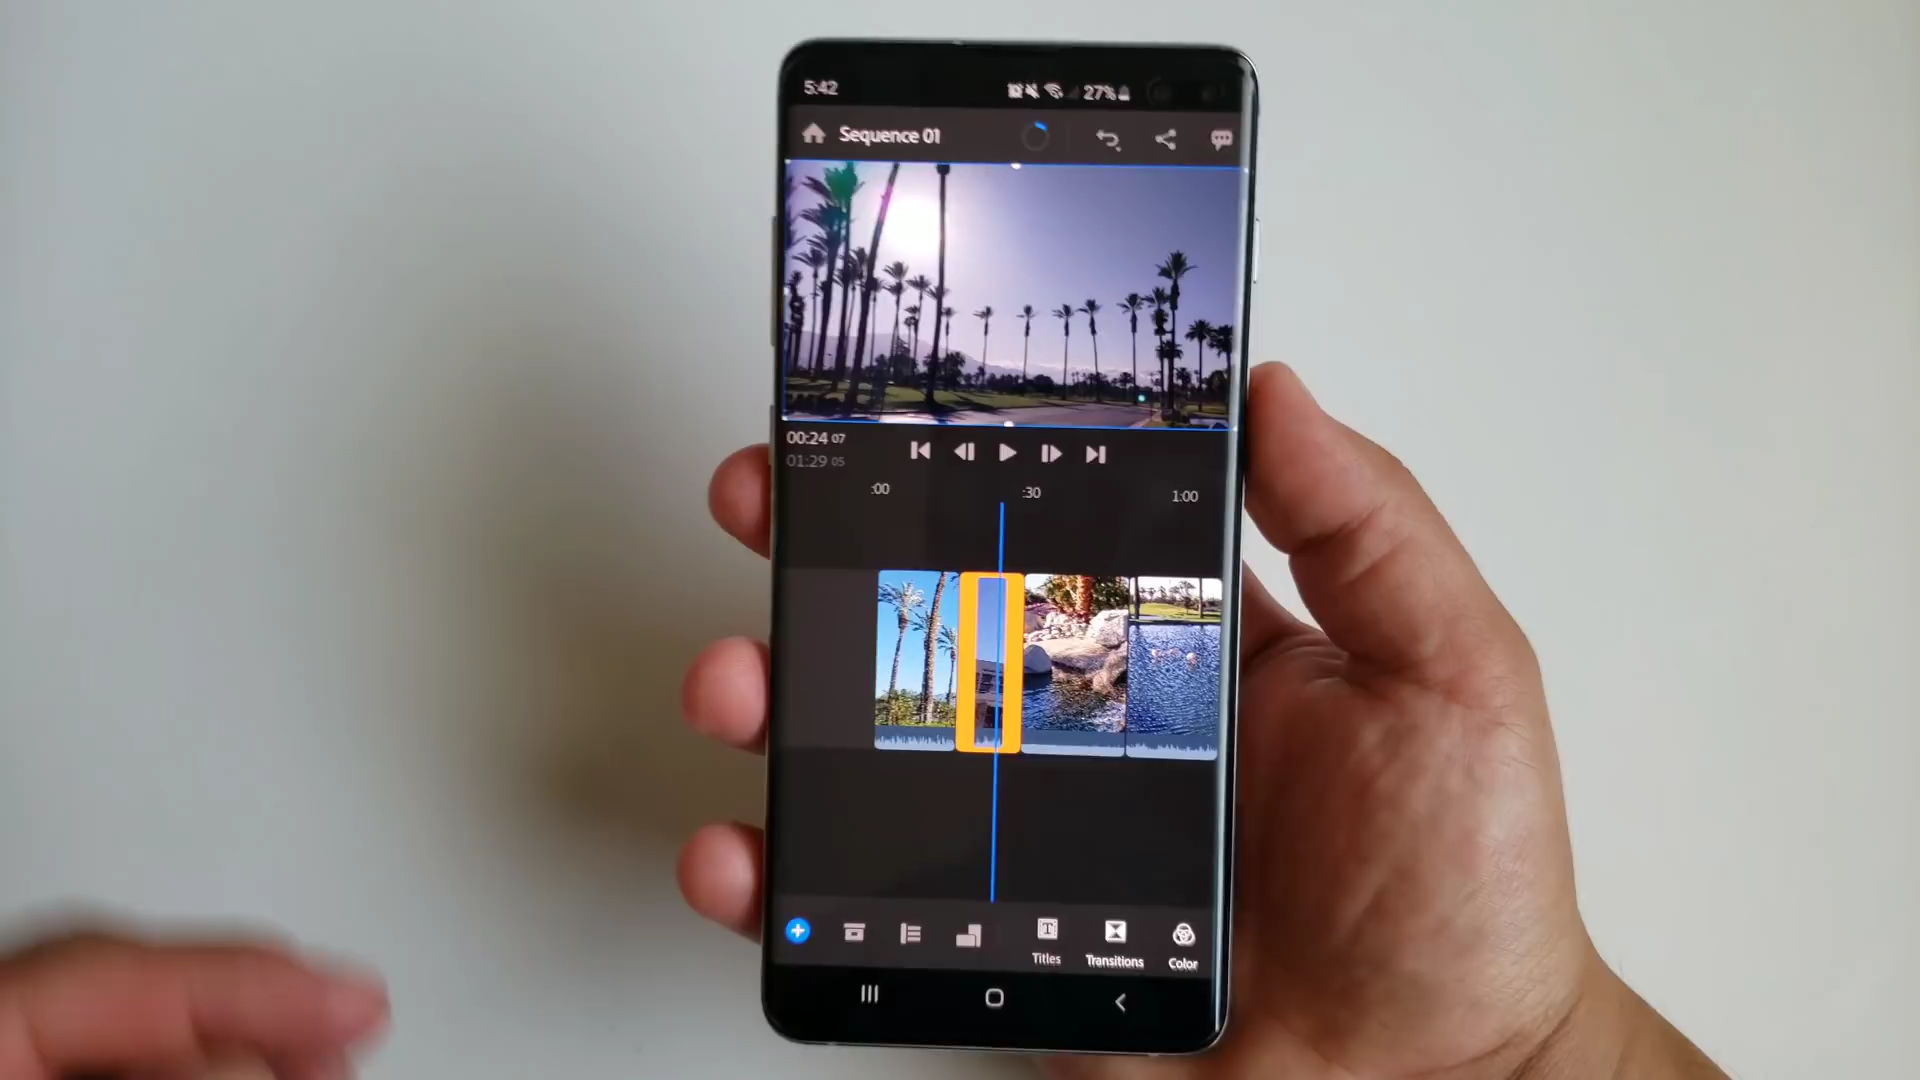 5:42 27%
Sequence 01
00:24 07
01:29 05
:00 :30 1:00
T
Titles Transitions Color